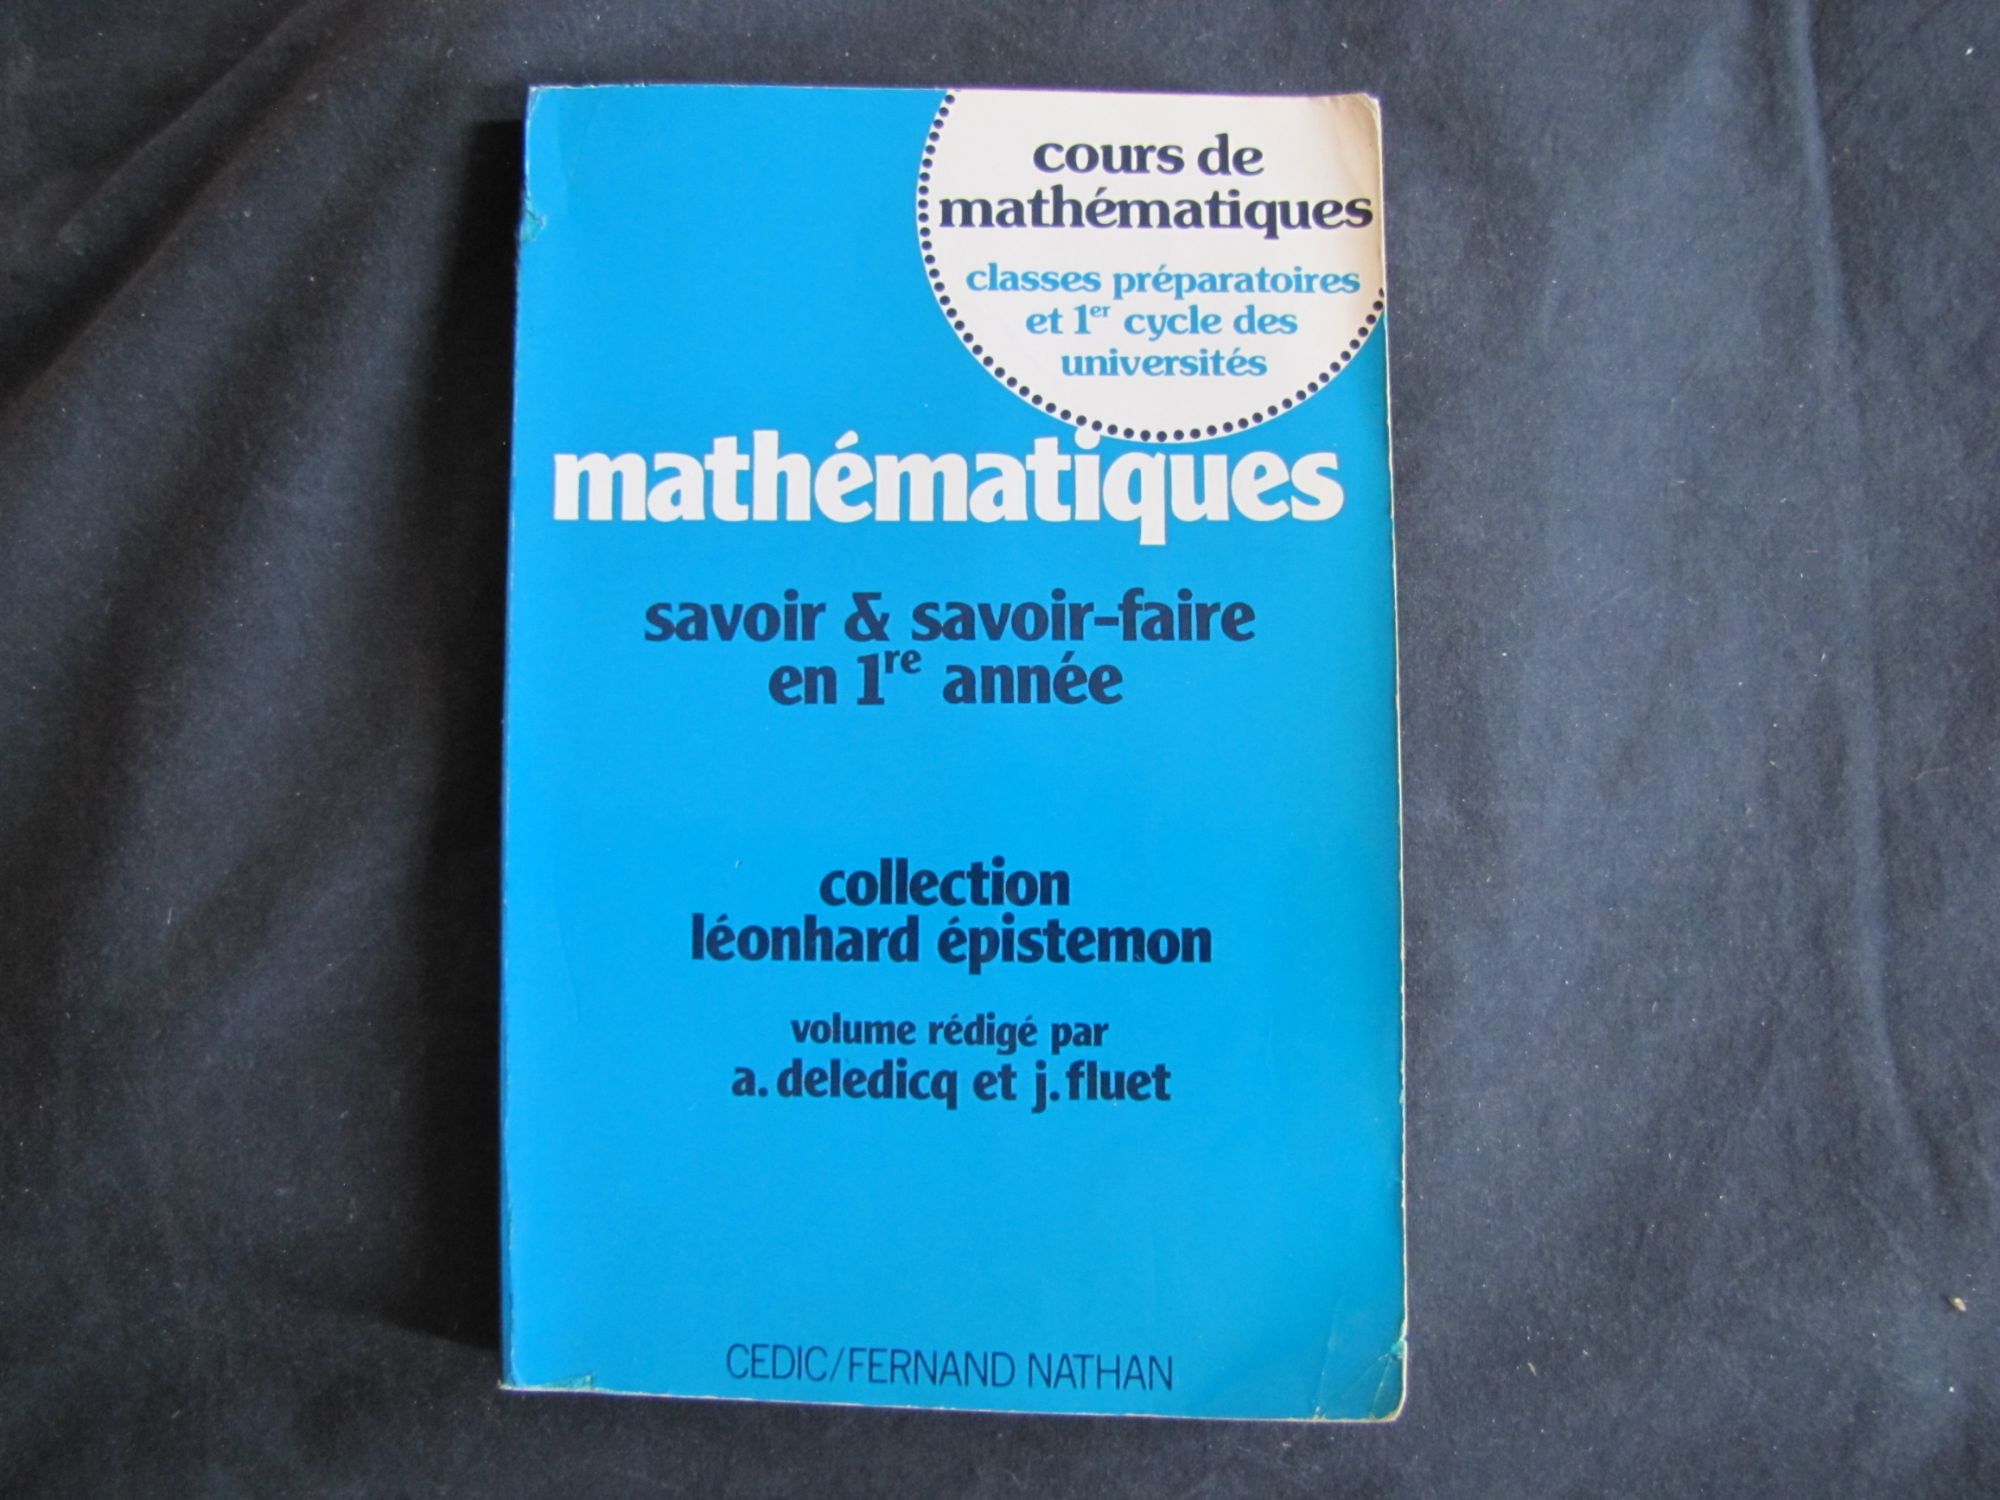 cours de
mathématiques
classes préparatoires
et 1er cycle des
universités
mathématiques
savoir & savoir-faire
en 1re année
collection
léonhard épistemon
volume rédigé par
a. deledicq et j. fluet
CEDIC/FERNAND NATHAN